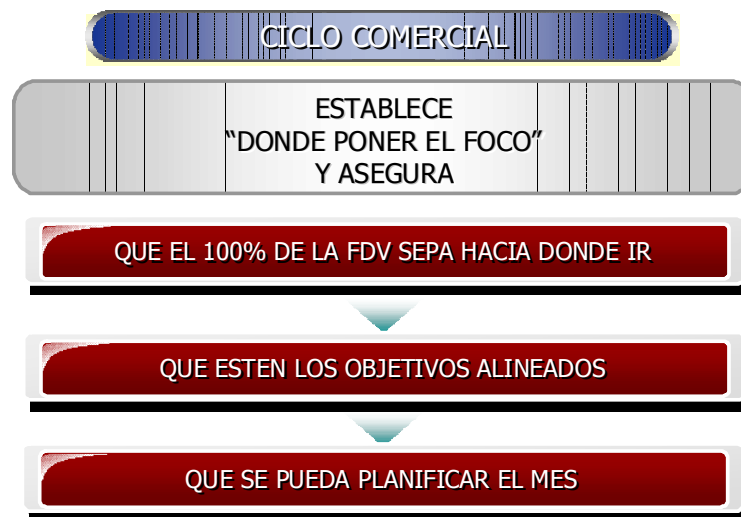 CICLO COMERCIAL
ESTABLECE
“DONDE PONER EL FOCO”
Y ASEGURA
QUE EL 100% DE LA FDV SEPA HACIA DONDE IR
QUE ESTEN LOS OBJETIVOS ALINEADOS
QUE SE PUEDA PLANIFICAR EL MES